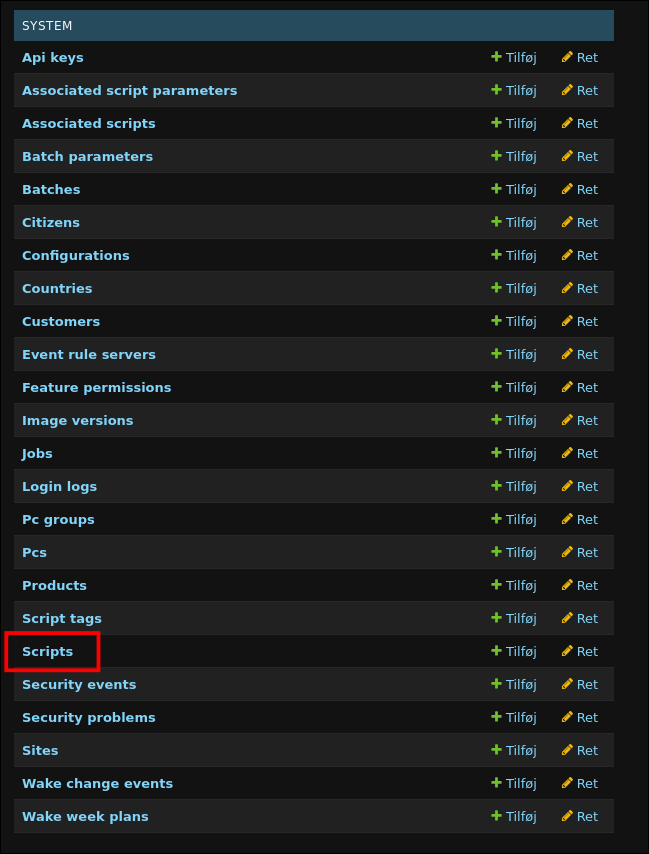 SYSTEM
Api keys Tilføj Ret
Associated script parameters Tilføj Ret
Associated scripts Tilføj Ret
Batch parameters Tilføj Ret
Batches Tilføj Ret
Citizens Tilføj Ret
Configurations Tilføj Ret
Countries Tilføj Ret
Customers Tilføj Ret
Event rule servers Tilføj Ret
Feature permissions Tilføj Ret
Image versions Tilføj Ret
Jobs Tilføj Ret
Login logs Tilføj Ret
Pc groups Tilføj Ret
Pcs Tilføj Ret
Products Tilføj Ret
Script tags Tilføj Ret
Scripts Tilføj Ret
Security events Tilføj Ret
Security problems Tilføj Ret
Sites Tilføj Ret
Wake change events Tilføj Ret
Wake week plans Tilføj Ret